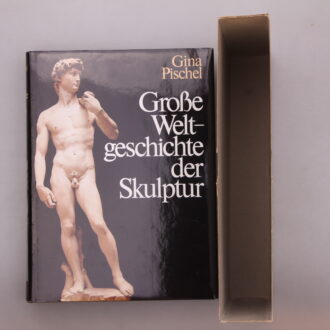 Gina
Pischel
Große
Welt-
geschichte
der
Skulptur